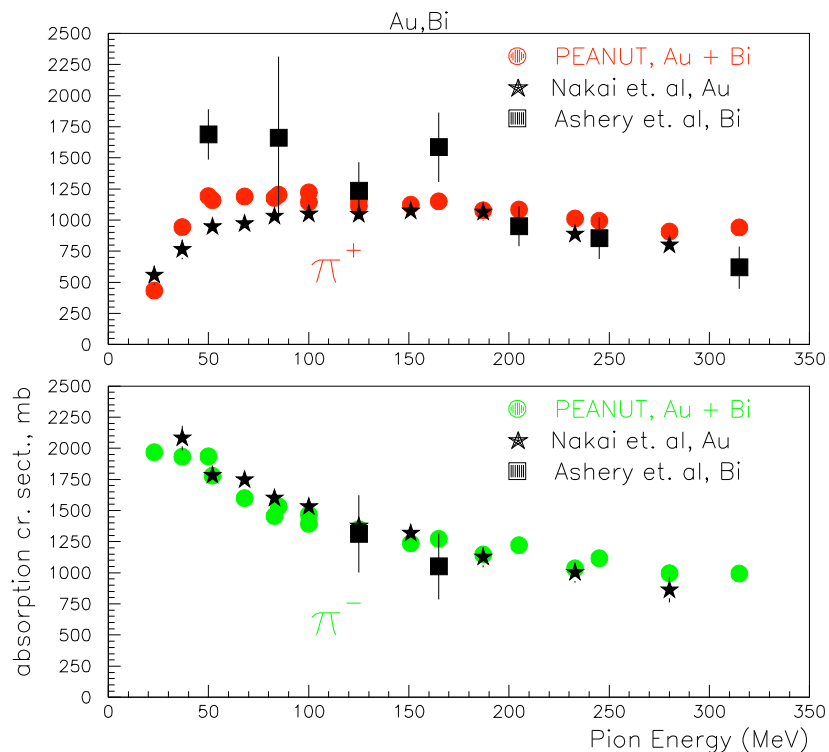 Au,Bi
2500
2250
2000
1750
1500
1250
1000
750
500
250
0
PEANUT, Au + Bi
Nakai et. al, Au
Ashery et. al, Bi
π+
0 50 100 150 200 250 300 350
absorption cr. sect., mb
2500
2250
2000
1750
1500
1250
1000
750
500
250
0
PEANUT, Au + Bi
Nakai et. al, Au
Ashery et. al, Bi
π−
0 50 100 150 200 250 300 350
Pion Energy (MeV)